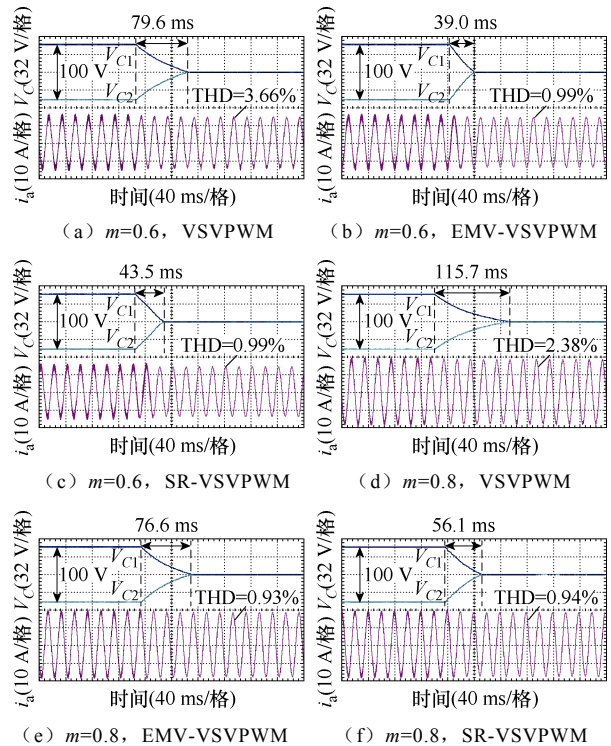 79.6 ms
V_C(32 V/格)
100 V
V_C1
V_C2
THD=3.66%
i_a(10 A/格)
时间(40 ms/格)
（a）m=0.6，VSVPWM
39.0 ms
V_C(32 V/格)
100 V
V_C1
V_C2
THD=0.99%
i_a(10 A/格)
时间(40 ms/格)
（b）m=0.6，EMV-VSVPWM
43.5 ms
V_C(32 V/格)
100 V
V_C1
V_C2
THD=0.99%
i_a(10 A/格)
时间(40 ms/格)
（c）m=0.6，SR-VSVPWM
115.7 ms
V_C(32 V/格)
100 V
V_C1
V_C2
THD=2.38%
i_a(10 A/格)
时间(40 ms/格)
（d）m=0.8，VSVPWM
76.6 ms
V_C(32 V/格)
100 V
V_C1
V_C2
THD=0.93%
i_a(10 A/格)
时间(40 ms/格)
（e）m=0.8，EMV-VSVPWM
56.1 ms
V_C(32 V/格)
100 V
V_C1
V_C2
THD=0.94%
i_a(10 A/格)
时间(40 ms/格)
（f）m=0.8，SR-VSVPWM